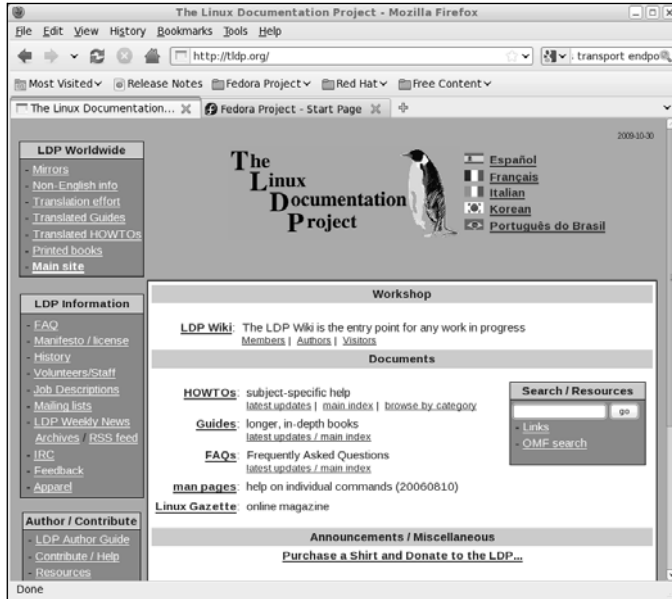 The Linux Documentation Project - Mozilla Firefox
File Edit View History Bookmarks Tools Help
http://tldp.org/
transport endpo
Most Visited Release Notes Fedora Project Red Hat Free Content
The Linux Documentation... Fedora Project - Start Page
2009-10-30
LDP Worldwide
- Mirrors
- Non-English info
- Translation effort
- Translated Guides
- Translated HOWTOs
- Printed books
- Main site
The
Linux
Documentation
Project
Español
Français
Italian
Korean
Português do Brasil
LDP Information
- FAQ
- Manifesto / license
- History
- Volunteers/Staff
- Job Descriptions
- Mailing lists
- LDP Weekly News
Archives / RSS feed
- IRC
- Feedback
- Apparel
Author / Contribute
- LDP Author Guide
- Contribute / Help
- Resources
Workshop
LDP Wiki: The LDP Wiki is the entry point for any work in progress
Members | Authors | Visitors
Documents
HOWTOs: subject-specific help
latest updates | main index | browse by category
Guides: longer, in-depth books
latest updates / main index
FAQs: Frequently Asked Questions
latest updates / main index
man pages: help on individual commands (20060810)
Linux Gazette: online magazine
Search / Resources
go
- Links
- OMF search
Announcements / Miscellaneous
Purchase a Shirt and Donate to the LDP...
Done